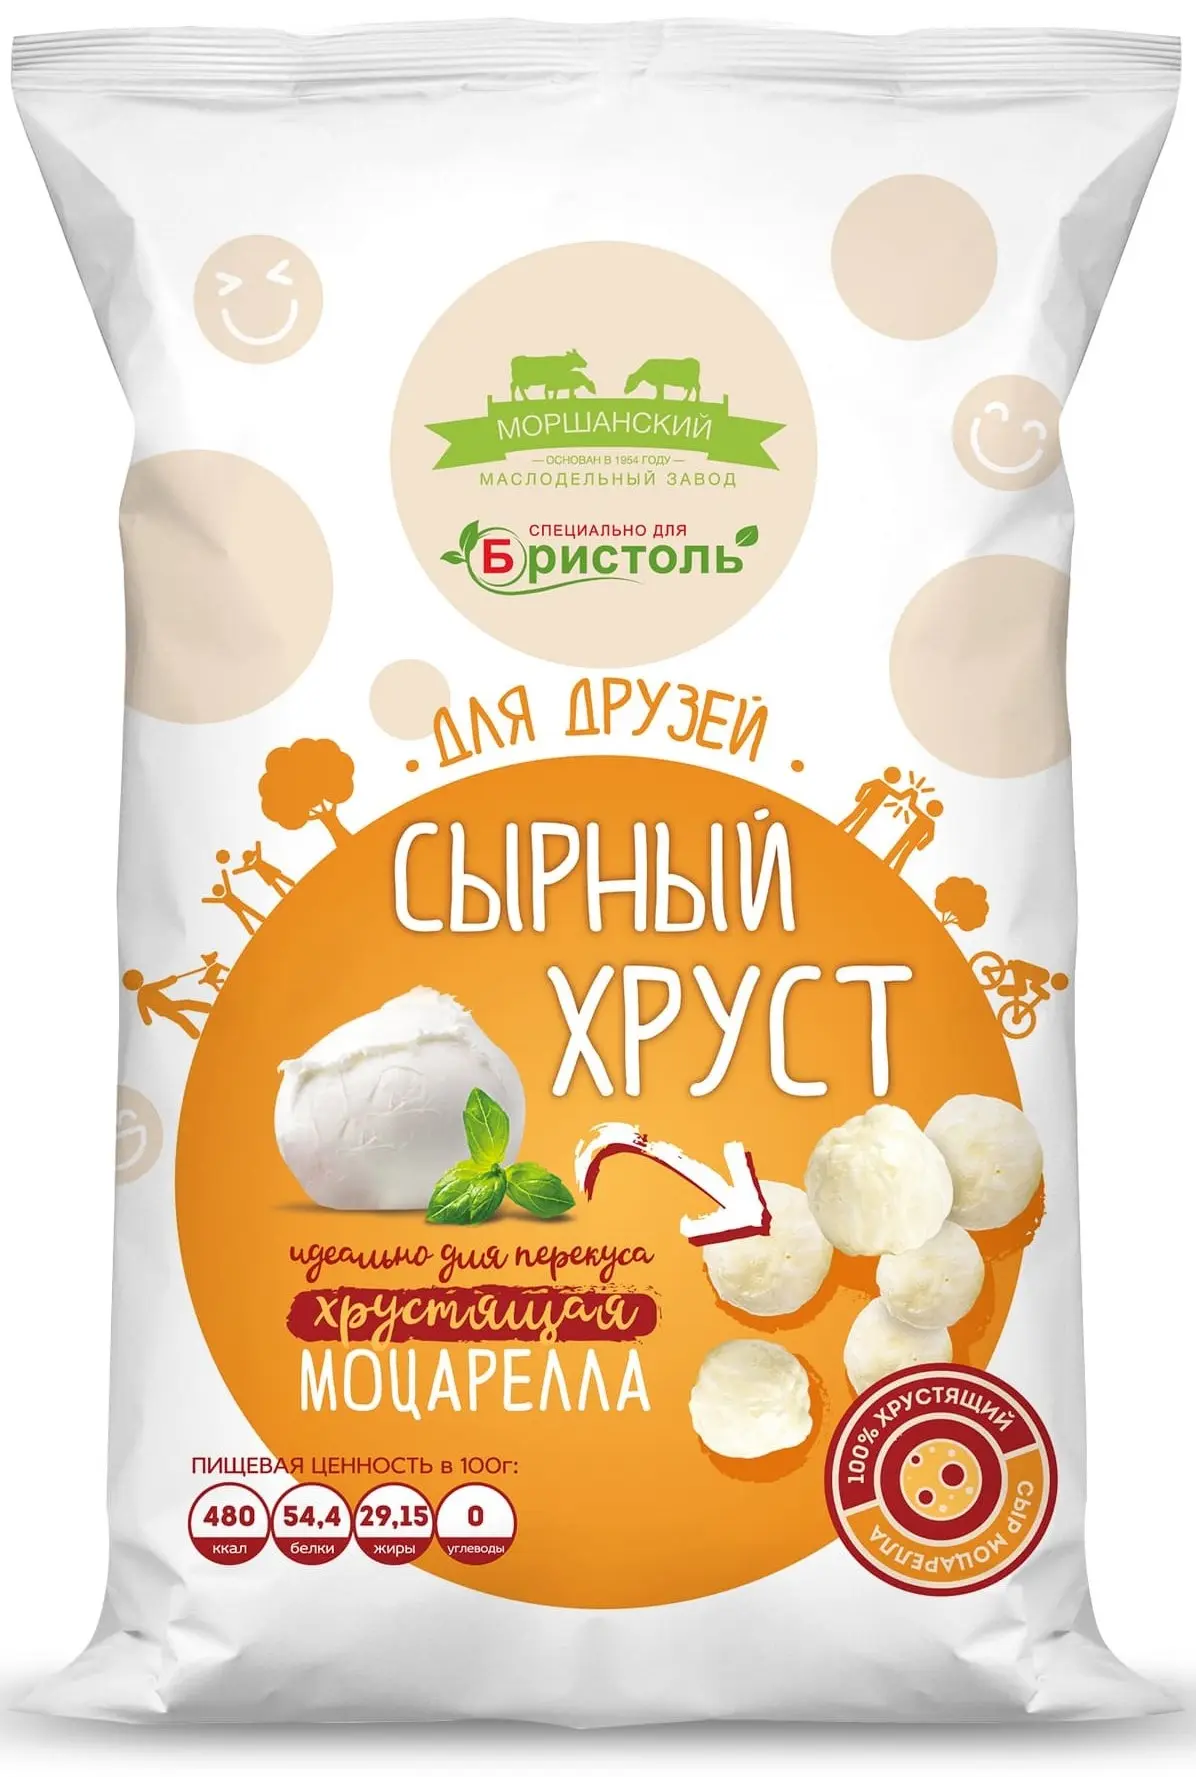 МОРШАНСКИЙ
— ОСНОВАН В 1954 ГОДУ —
МАСЛОДЕЛЬНЫЙ ЗАВОД
СПЕЦИАЛЬНО ДЛЯ
Бристоль
• ДЛЯ ДРУЗЕЙ •
СЫРНЫЙ
ХРУСТ
идеально для перекуса
хрустящая
МОЦАРЕЛЛА
100% ХРУСТЯЩИЙ
СЫР МОЦАРЕЛЛА
ПИЩЕВАЯ ЦЕННОСТЬ в 100г:
480 54,4 29,15 0
ккал белки жиры углеводы